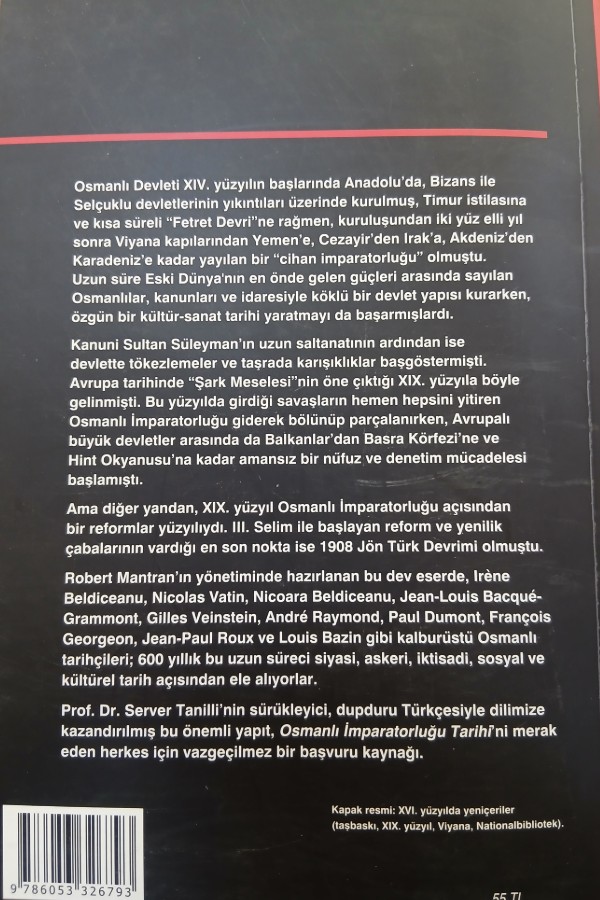 Osmanlı Devleti XIV. yüzyılın başlarında Anadolu'da, Bizans ile
Selçuklu devletlerinin yıkıntıları üzerinde kurulmuş, Timur istilasına
ve kısa süreli "Fetret Devri"ne rağmen, kuruluşundan iki yüz elli yıl
sonra Viyana kapılarından Yemen'e, Cezayir'den Irak'a, Akdeniz'den
Karadeniz'e kadar yayılan bir "cihan imparatorluğu" olmuştu.
Uzun süre Eski Dünya'nın en önde gelen güçleri arasında sayılan
Osmanlılar, kanunları ve idaresiyle köklü bir devlet yapısı kurarken,
özgün bir kültür-sanat tarihi yaratmayı da başarmışlardı.
Kanuni Sultan Süleyman'ın uzun saltanatının ardından ise
devlette tökezlemeler ve taşrada karışıklıklar başgöstermişti.
Avrupa tarihinde "Şark Meselesi"nin öne çıktığı XIX. yüzyıla böyle
gelinmişti. Bu yüzyılda girdiği savaşların hemen hepsini yitiren
Osmanlı İmparatorluğu giderek bölünüp parçalanırken, Avrupalı
büyük devletler arasında da Balkanlar'dan Basra Körfezi'ne ve
Hint Okyanusu'na kadar amansız bir nüfuz ve denetim mücadelesi
başlamıştı.
Ama diğer yandan, XIX. yüzyıl Osmanlı İmparatorluğu açısından
bir reformlar yüzyılıydı. III. Selim ile başlayan reform ve yenilik
çabalarının vardığı en son nokta ise 1908 Jön Türk Devrimi olmuştu.
Robert Mantran'ın yönetiminde hazırlanan bu dev eserde, Irène
Beldiceanu, Nicolas Vatin, Nicoara Beldiceanu, Jean-Louis Bacqué-
Grammont, Gilles Veinstein, André Raymond, Paul Dumont, François
Georgeon, Jean-Paul Roux ve Louis Bazin gibi kalburüstü Osmanlı
tarihçileri; 600 yıllık bu uzun süreci siyasi, askeri, iktisadi, sosyal ve
kültürel tarih açısından ele alıyorlar.
Prof. Dr. Server Tanilli'nin sürükleyici, dupduru Türkçesiyle dilimize
kazandırılmış bu önemli yapıt, Osmanlı İmparatorluğu Tarihi'ni merak
eden herkes için vazgeçilmez bir başvuru kaynağı.
Kapak resmi: XVI. yüzyılda yeniçeriler
(taşbaskı, XIX. yüzyıl, Viyana, Nationalbibliotek).
9 786053 326793
55 TL